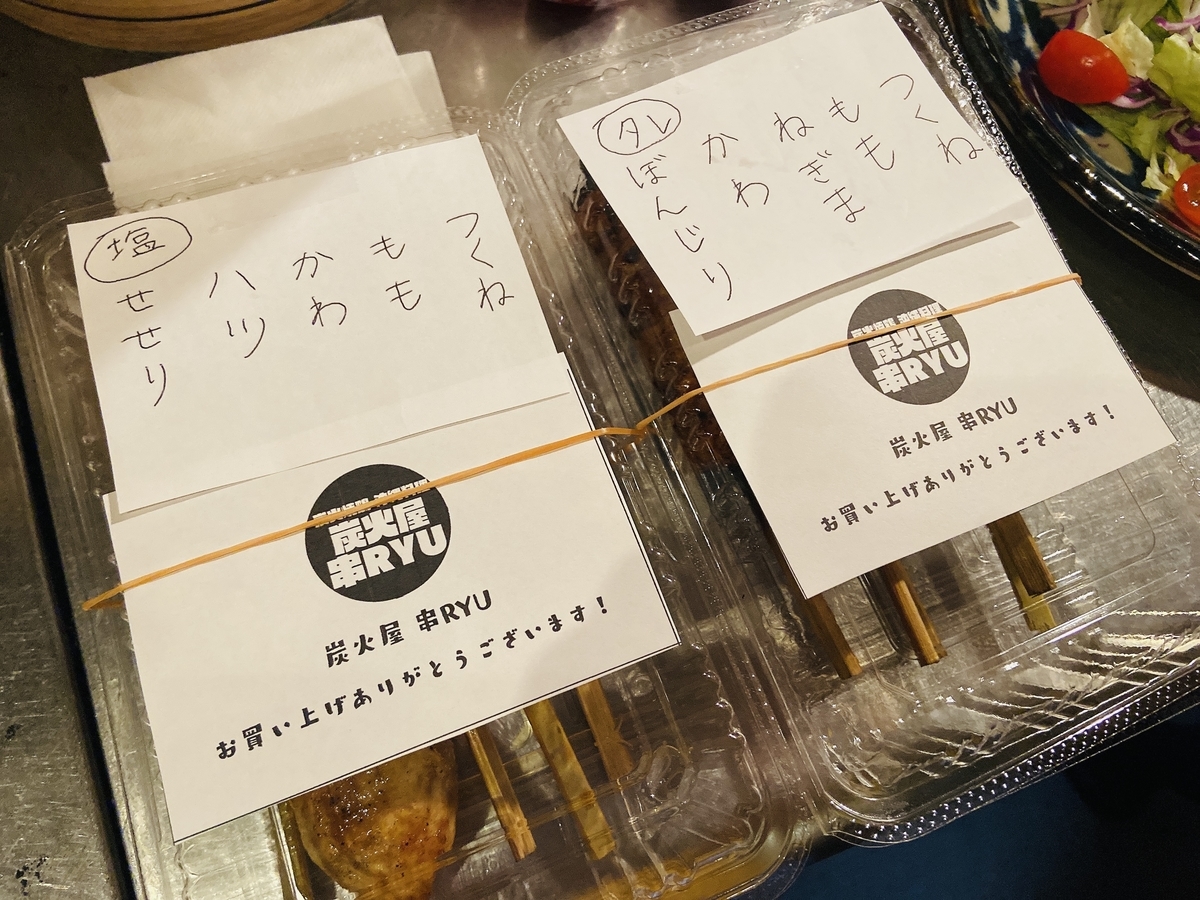 塩
つくね
もも
かわ
ハツ
せせり
炭火屋
串RYU
炭火屋 串RYU
お買い上げありがとうございます!
タレ
つくね
もも
ねぎま
かわ
ぼんじり
炭火屋
串RYU
炭火屋 串RYU
お買い上げありがとうございます!